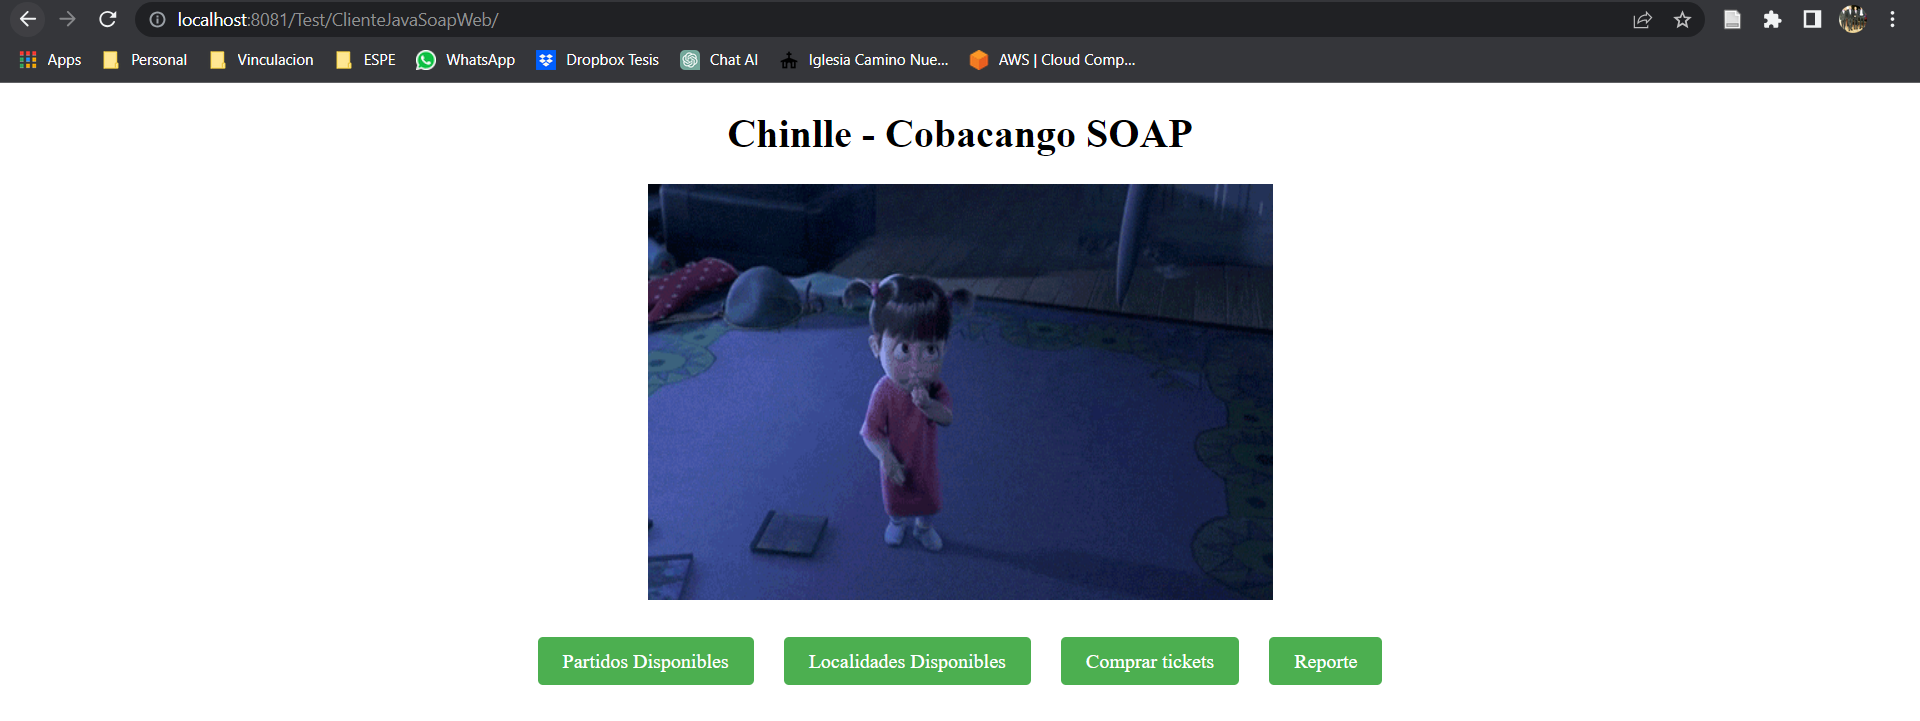 localhost:8081/Test/ClienteJavaSoapWeb/
Apps Personal Vinculacion ESPE WhatsApp Dropbox Tesis Chat AI Iglesia Camino Nue... AWS | Cloud Comp...
Chinlle - Cobacango SOAP
Partidos Disponibles Localidades Disponibles Comprar tickets Reporte